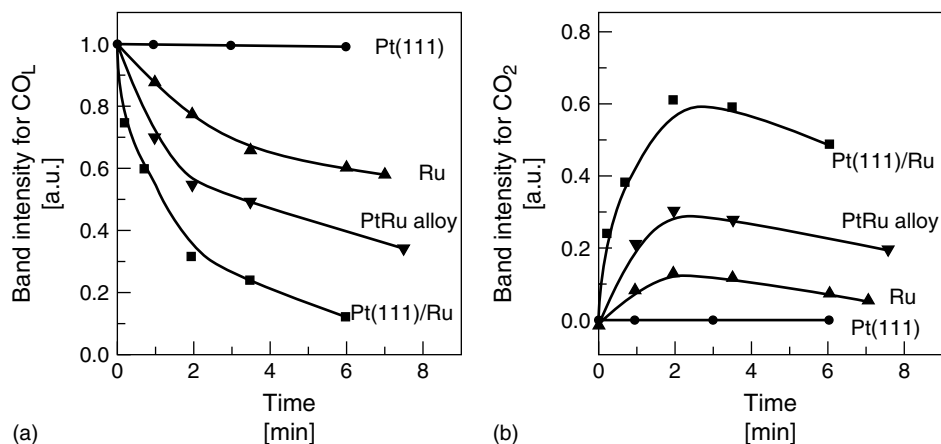 Band intensity for CO_L
[a.u.]
1.0
0.8
0.6
0.4
0.2
0.0
Pt(111)
Ru
PtRu alloy
Pt(111)/Ru
0 2 4 6 8
Time
[min]
(a)
Band intensity for CO₂
[a.u.]
0.8
0.6
0.4
0.2
0.0
Pt(111)/Ru
PtRu alloy
Ru
Pt(111)
0 2 4 6 8
Time
[min]
(b)